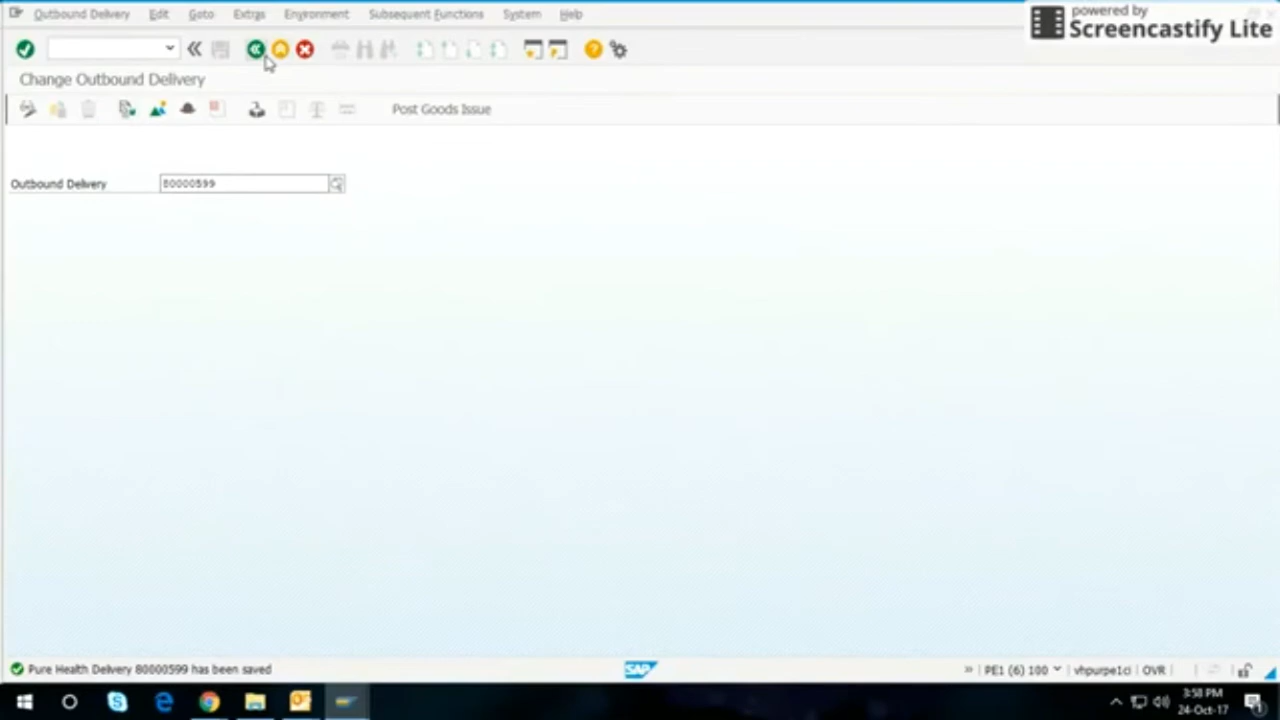 Outbound Delivery Edit Goto Extras Environment Subsequent Functions System Help
powered by
Screencastify Lite
Change Outbound Delivery
Post Goods Issue
Outbound Delivery 80000599
Pure Health Delivery 80000599 has been saved
SAP
PE1 (6) 100
vhpurpe1ci
OVR
3:58 PM
24-Oct-17